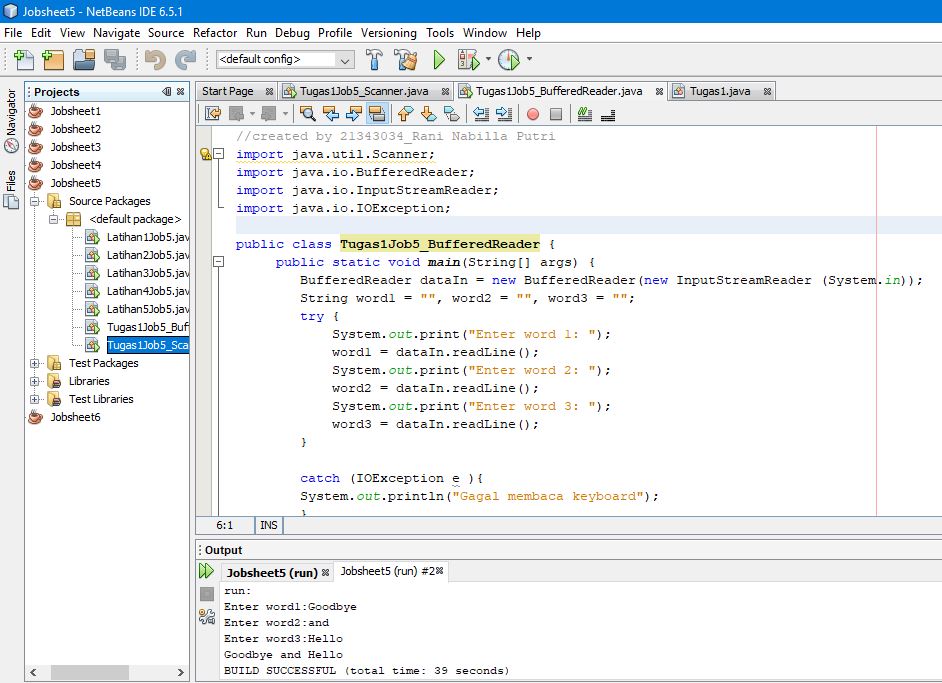 Jobsheet5 - NetBeans IDE 6.5.1
File Edit View Navigate Source Refactor Run Debug Profile Versioning Tools Window Help
<default config>
Navigator
Files
Projects
Jobsheet1
Jobsheet2
Jobsheet3
Jobsheet4
Jobsheet5
Source Packages
<default package>
Latihan1Job5.jav
Latihan2Job5.jav
Latihan3Job5.jav
Latihan4Job5.jav
Latihan5Job5.jav
Tugas1Job5_Buf
Tugas1Job5_Sca
Test Packages
Libraries
Test Libraries
Jobsheet6
Start Page Tugas1Job5_Scanner.java Tugas1Job5_BufferedReader.java Tugas1.java
//created by 21343034_Rani Nabilla Putri
import java.util.Scanner;
import java.io.BufferedReader;
import java.io.InputStreamReader;
import java.io.IOException;
public class Tugas1Job5_BufferedReader {
public static void main(String[] args) {
BufferedReader dataIn = new BufferedReader(new InputStreamReader (System.in));
String word1 = "", word2 = "", word3 = "";
try {
System.out.print("Enter word 1: ");
word1 = dataIn.readLine();
System.out.print("Enter word 2: ");
word2 = dataIn.readLine();
System.out.print("Enter word 3: ");
word3 = dataIn.readLine();
}
catch (IOException e ){
System.out.println("Gagal membaca keyboard");
}
6:1 INS
Output
Jobsheet5 (run) Jobsheet5 (run) #2
run:
Enter word1:Goodbye
Enter word2:and
Enter word3:Hello
Goodbye and Hello
BUILD SUCCESSFUL (total time: 39 seconds)